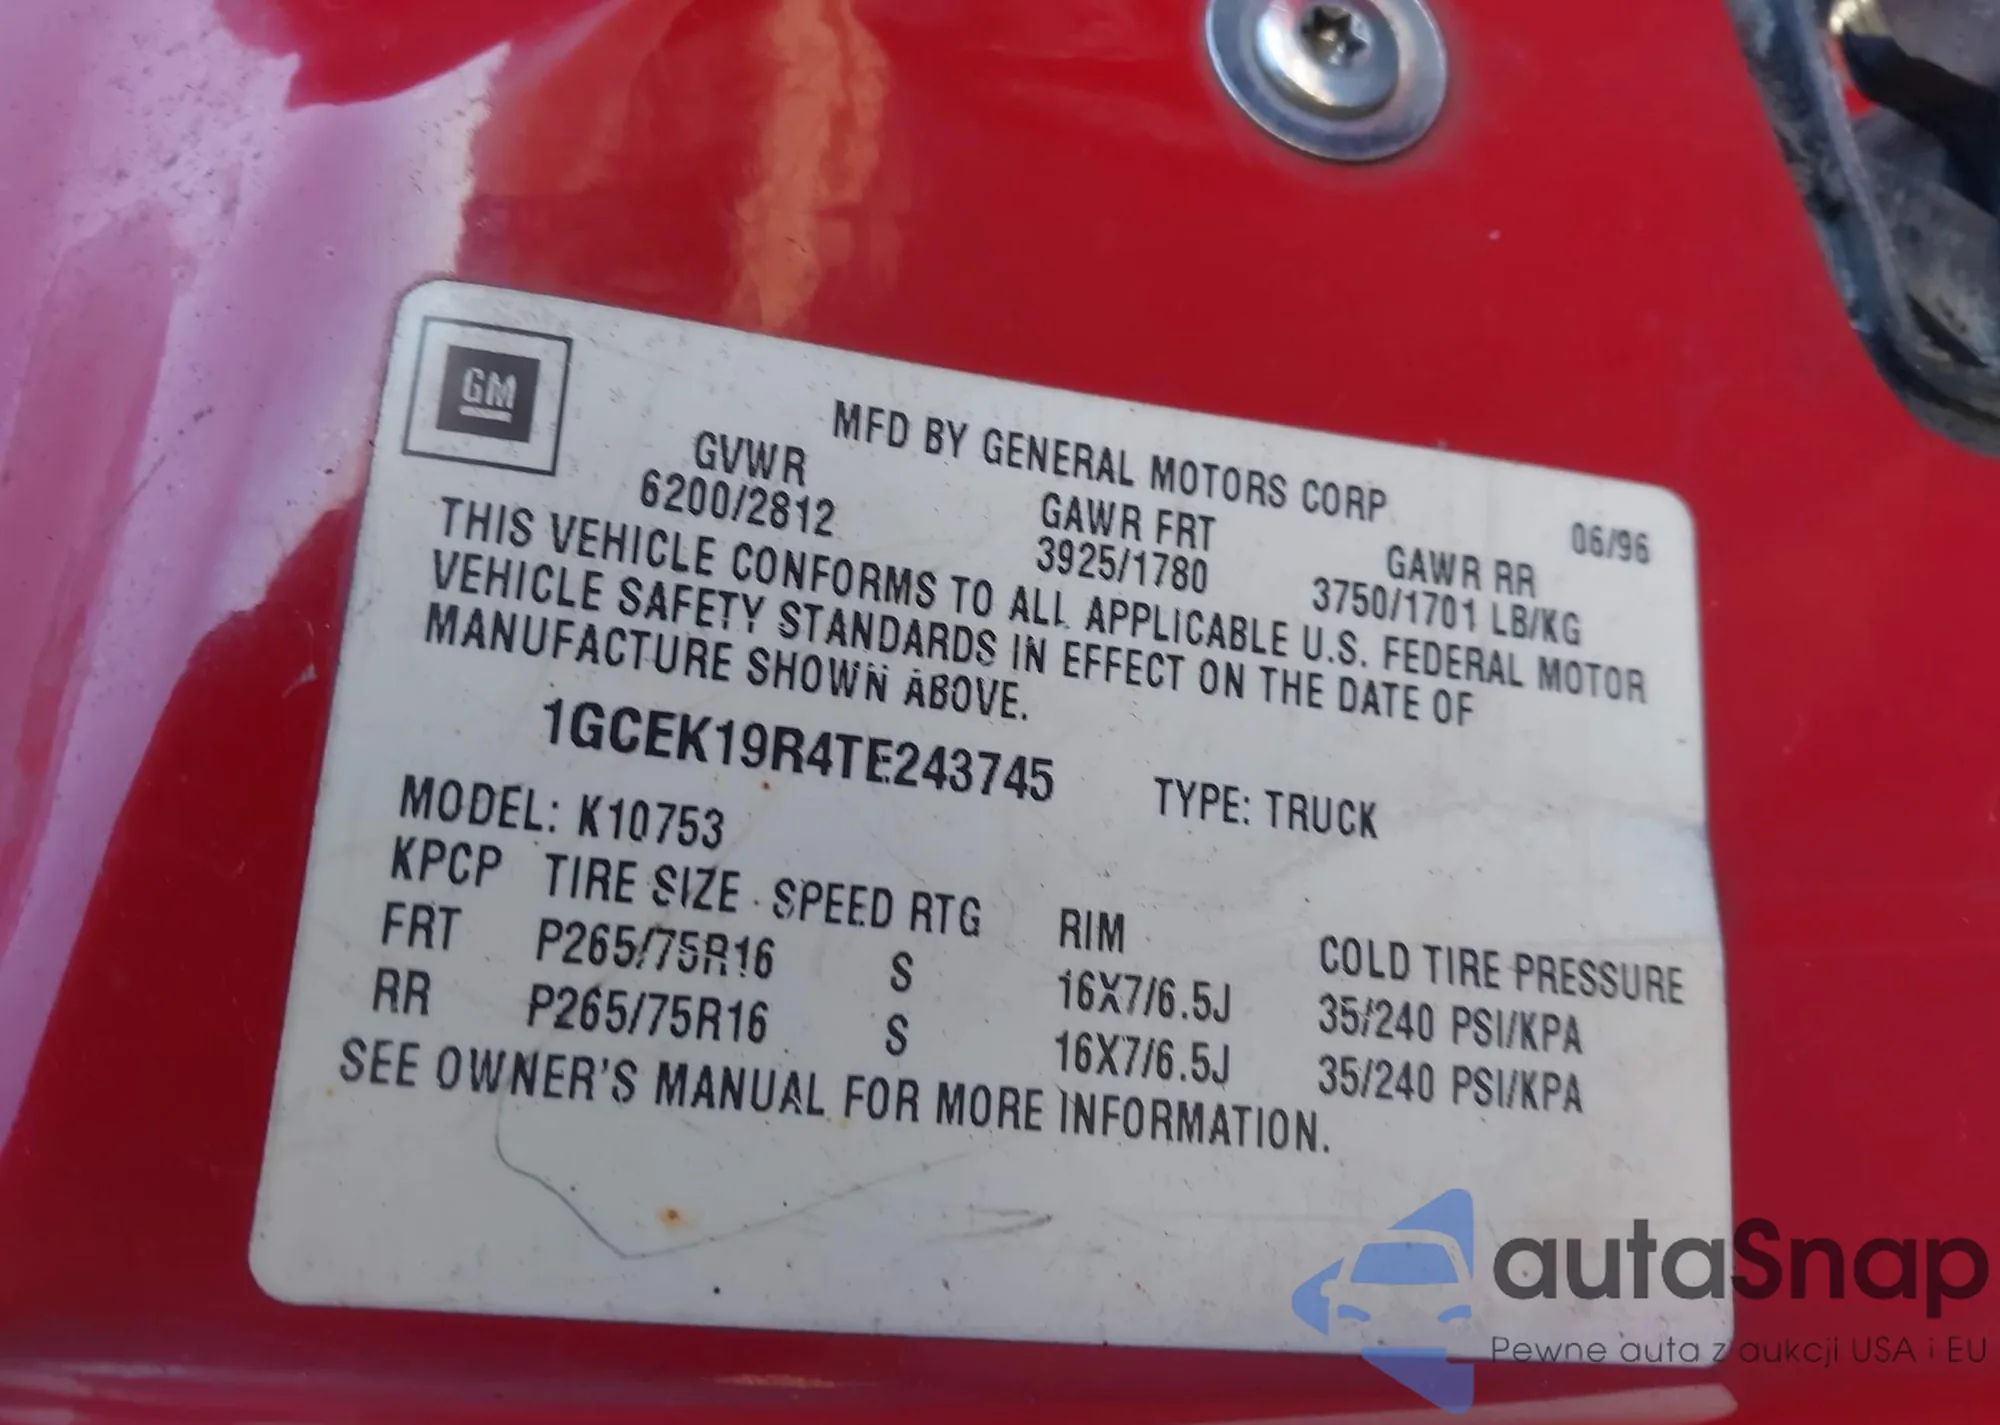 GM
MFD BY GENERAL MOTORS CORP
06/96
GVWR GAWR FRT GAWR RR
6200/2812 3925/1780 3750/1701 LB/KG
THIS VEHICLE CONFORMS TO ALL APPLICABLE U.S. FEDERAL MOTOR
VEHICLE SAFETY STANDARDS IN EFFECT ON THE DATE OF
MANUFACTURE SHOWN ABOVE.
1GCEK19R4TE243745 TYPE: TRUCK
MODEL: K10753
KPCP TIRE SIZE SPEED RTG RIM COLD TIRE PRESSURE
FRT P265/75R16 S 16X7/6.5J 35/240 PSI/KPA
RR P265/75R16 S 16X7/6.5J 35/240 PSI/KPA
SEE OWNER'S MANUAL FOR MORE INFORMATION.
autaSnap
Pewne auta z aukcji USA i EU